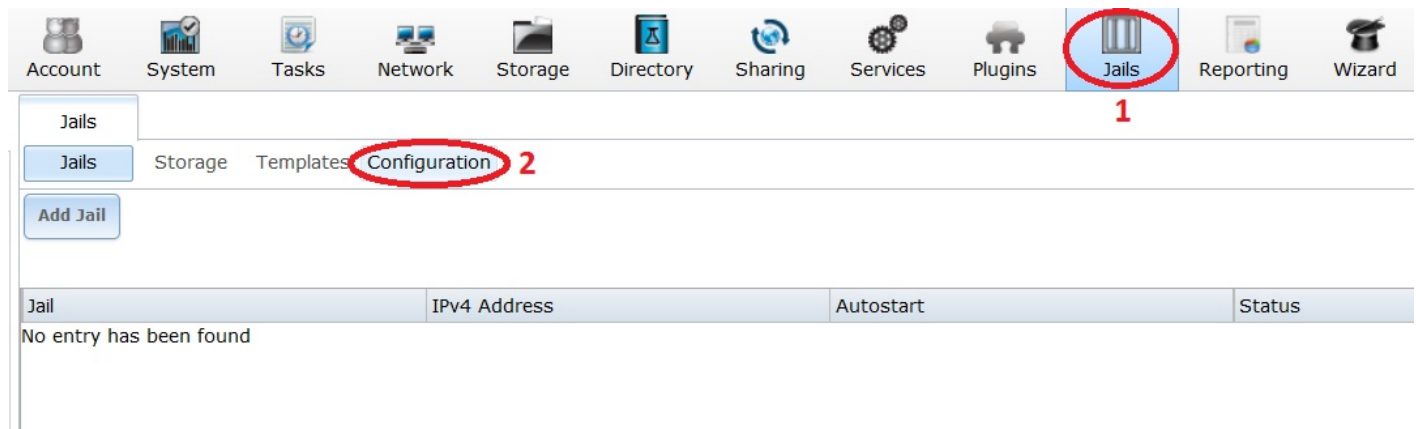 Account System Tasks Network Storage Directory Sharing Services Plugins Jails Reporting Wizard
1
Jails
Jails Storage Templates Configuration 2
Add Jail
Jail IPv4 Address Autostart Status
No entry has been found